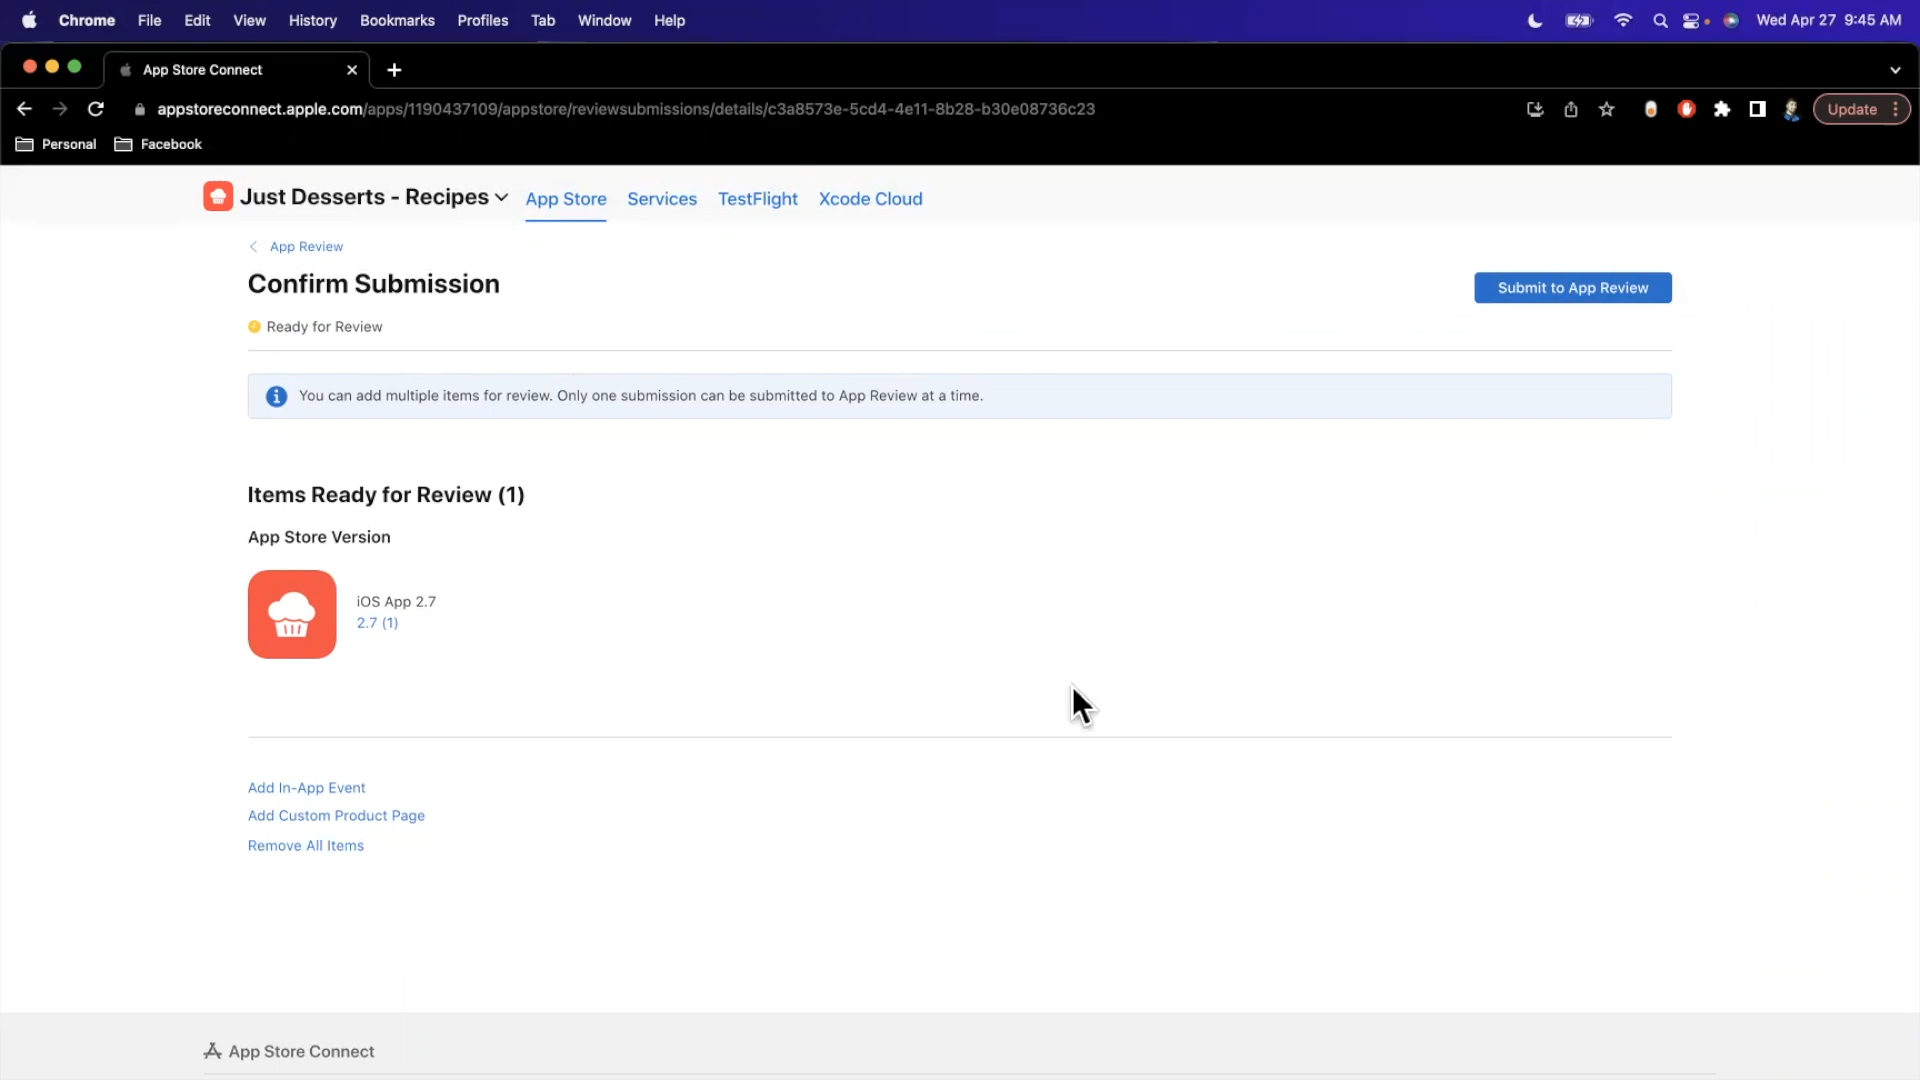 Chrome File Edit View History Bookmarks Profiles Tab Window Help Wed Apr 27 9:45 AM
App Store Connect
appstoreconnect.apple.com/apps/1190437109/appstore/reviewsubmissions/details/c3a8573e-5cd4-4e11-8b28-b30e08736c23 Update
Personal Facebook
Just Desserts - Recipes App Store Services TestFlight Xcode Cloud
App Review
Confirm Submission
Submit to App Review
Ready for Review
You can add multiple items for review. Only one submission can be submitted to App Review at a time.
Items Ready for Review (1)
App Store Version
iOS App 2.7
2.7 (1)
Add In-App Event
Add Custom Product Page
Remove All Items
App Store Connect